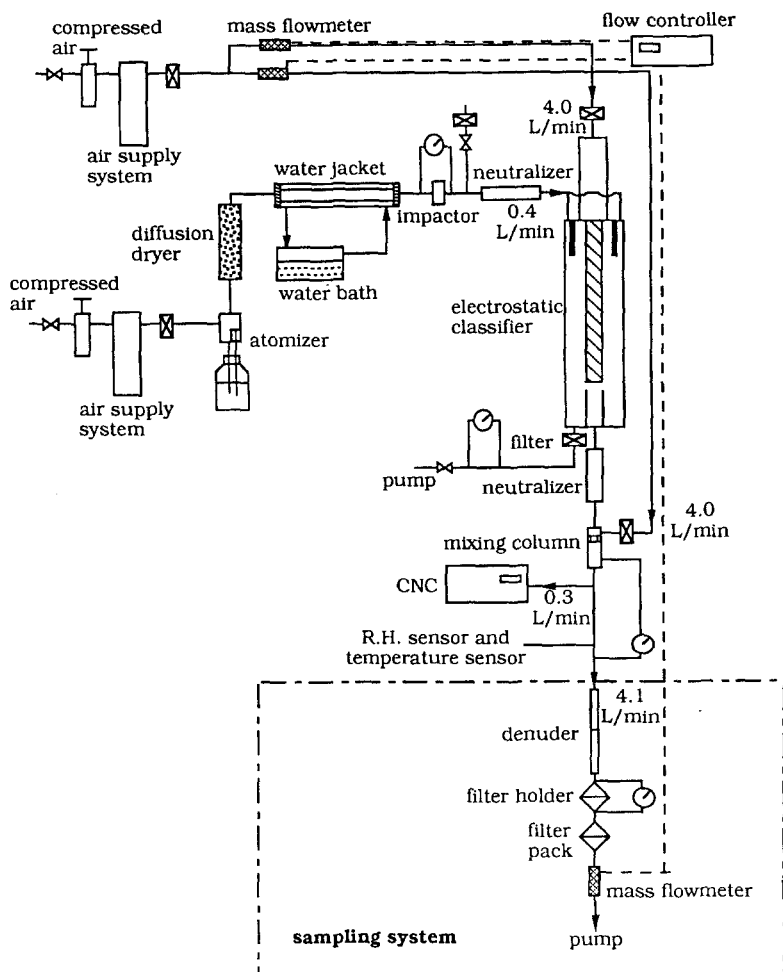 mass flowmeter
flow controller
compressed
air
4.0
L/min
air supply
system
water jacket
neutralizer
impactor
0.4
L/min
diffusion
dryer
compressed
air
water bath
electrostatic
classifier
atomizer
air supply
system
filter
pump
neutralizer
4.0
L/min
mixing column
CNC
0.3
L/min
R.H. sensor and
temperature sensor
4.1
L/min
denuder
filter holder
filter
pack
mass flowmeter
sampling system
pump